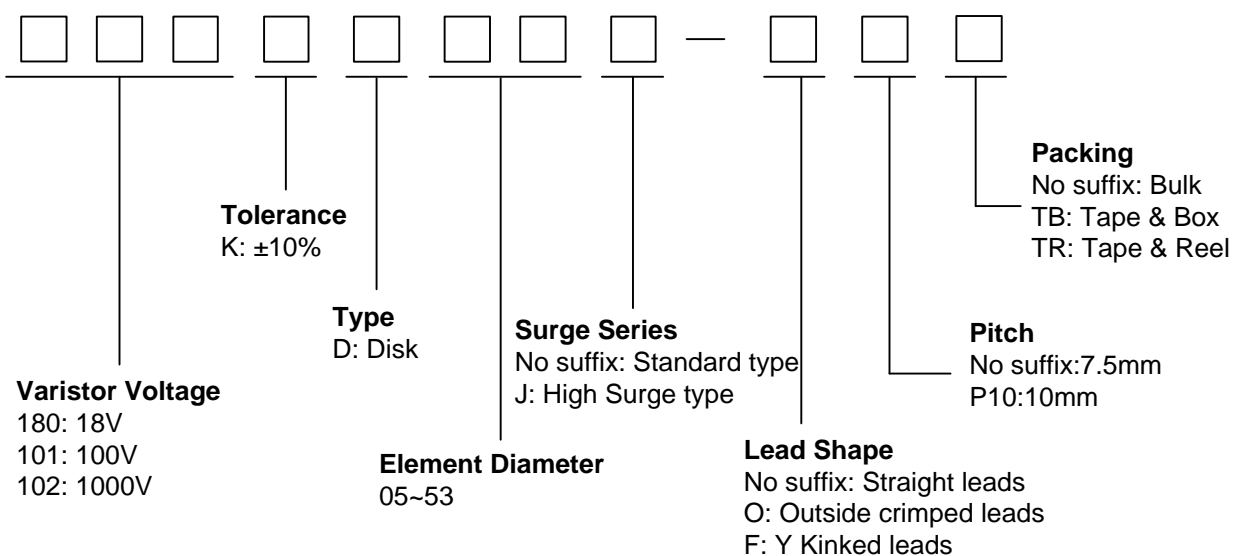 Packing
No suffix: Bulk
TB: Tape & Box
TR: Tape & Reel
Tolerance
K: ±10%
Type
D: Disk
Surge Series
No suffix: Standard type
J: High Surge type
Pitch
No suffix:7.5mm
P10:10mm
Varistor Voltage
180: 18V
101: 100V
102: 1000V
Element Diameter
05~53
Lead Shape
No suffix: Straight leads
O: Outside crimped leads
F: Y Kinked leads